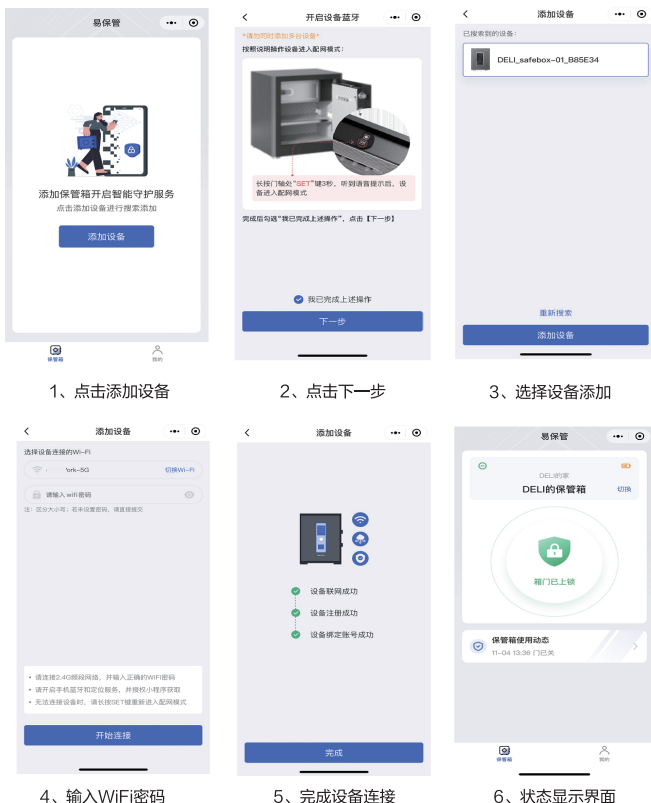 易保管
添加保管箱开启智能守护服务
点击添加设备进行搜索添加
添加设备
保管箱
我的
1、点击添加设备
开启设备蓝牙
*请勿同时添加多台设备*
按照说明操作设备进入配网模式：
长按门轴处"SET"键3秒，听到语音提示后，设
备进入配网模式
完成后勾选"我已完成上述操作"，点击【下一步】
我已完成上述操作
下一步
2、点击下一步
添加设备
已搜索到的设备：
DELI_safebox-01_B85E34
重新搜索
添加设备
3、选择设备添加
添加设备
选择设备连接的Wi-Fi
ork-5G
切换Wi-Fi
请输入 wifi 密码
注：区分大小写；若未设置密码，请直接提交
• 请连接2.4G频段网络，并输入正确的WIFI密码
• 请开启手机蓝牙和定位服务，并授权小程序获取
• 无法连接设备时，请长按SET键重新进入配网模式
开始连接
4、输入WiFi密码
添加设备
设备联网成功
设备注册成功
设备绑定账号成功
完成
5、完成设备连接
易保管
DELI的家
DELI的保管箱
切换
箱门已上锁
保管箱使用动态
11-04 13:36 门已关
保管箱
我的
6、状态显示界面